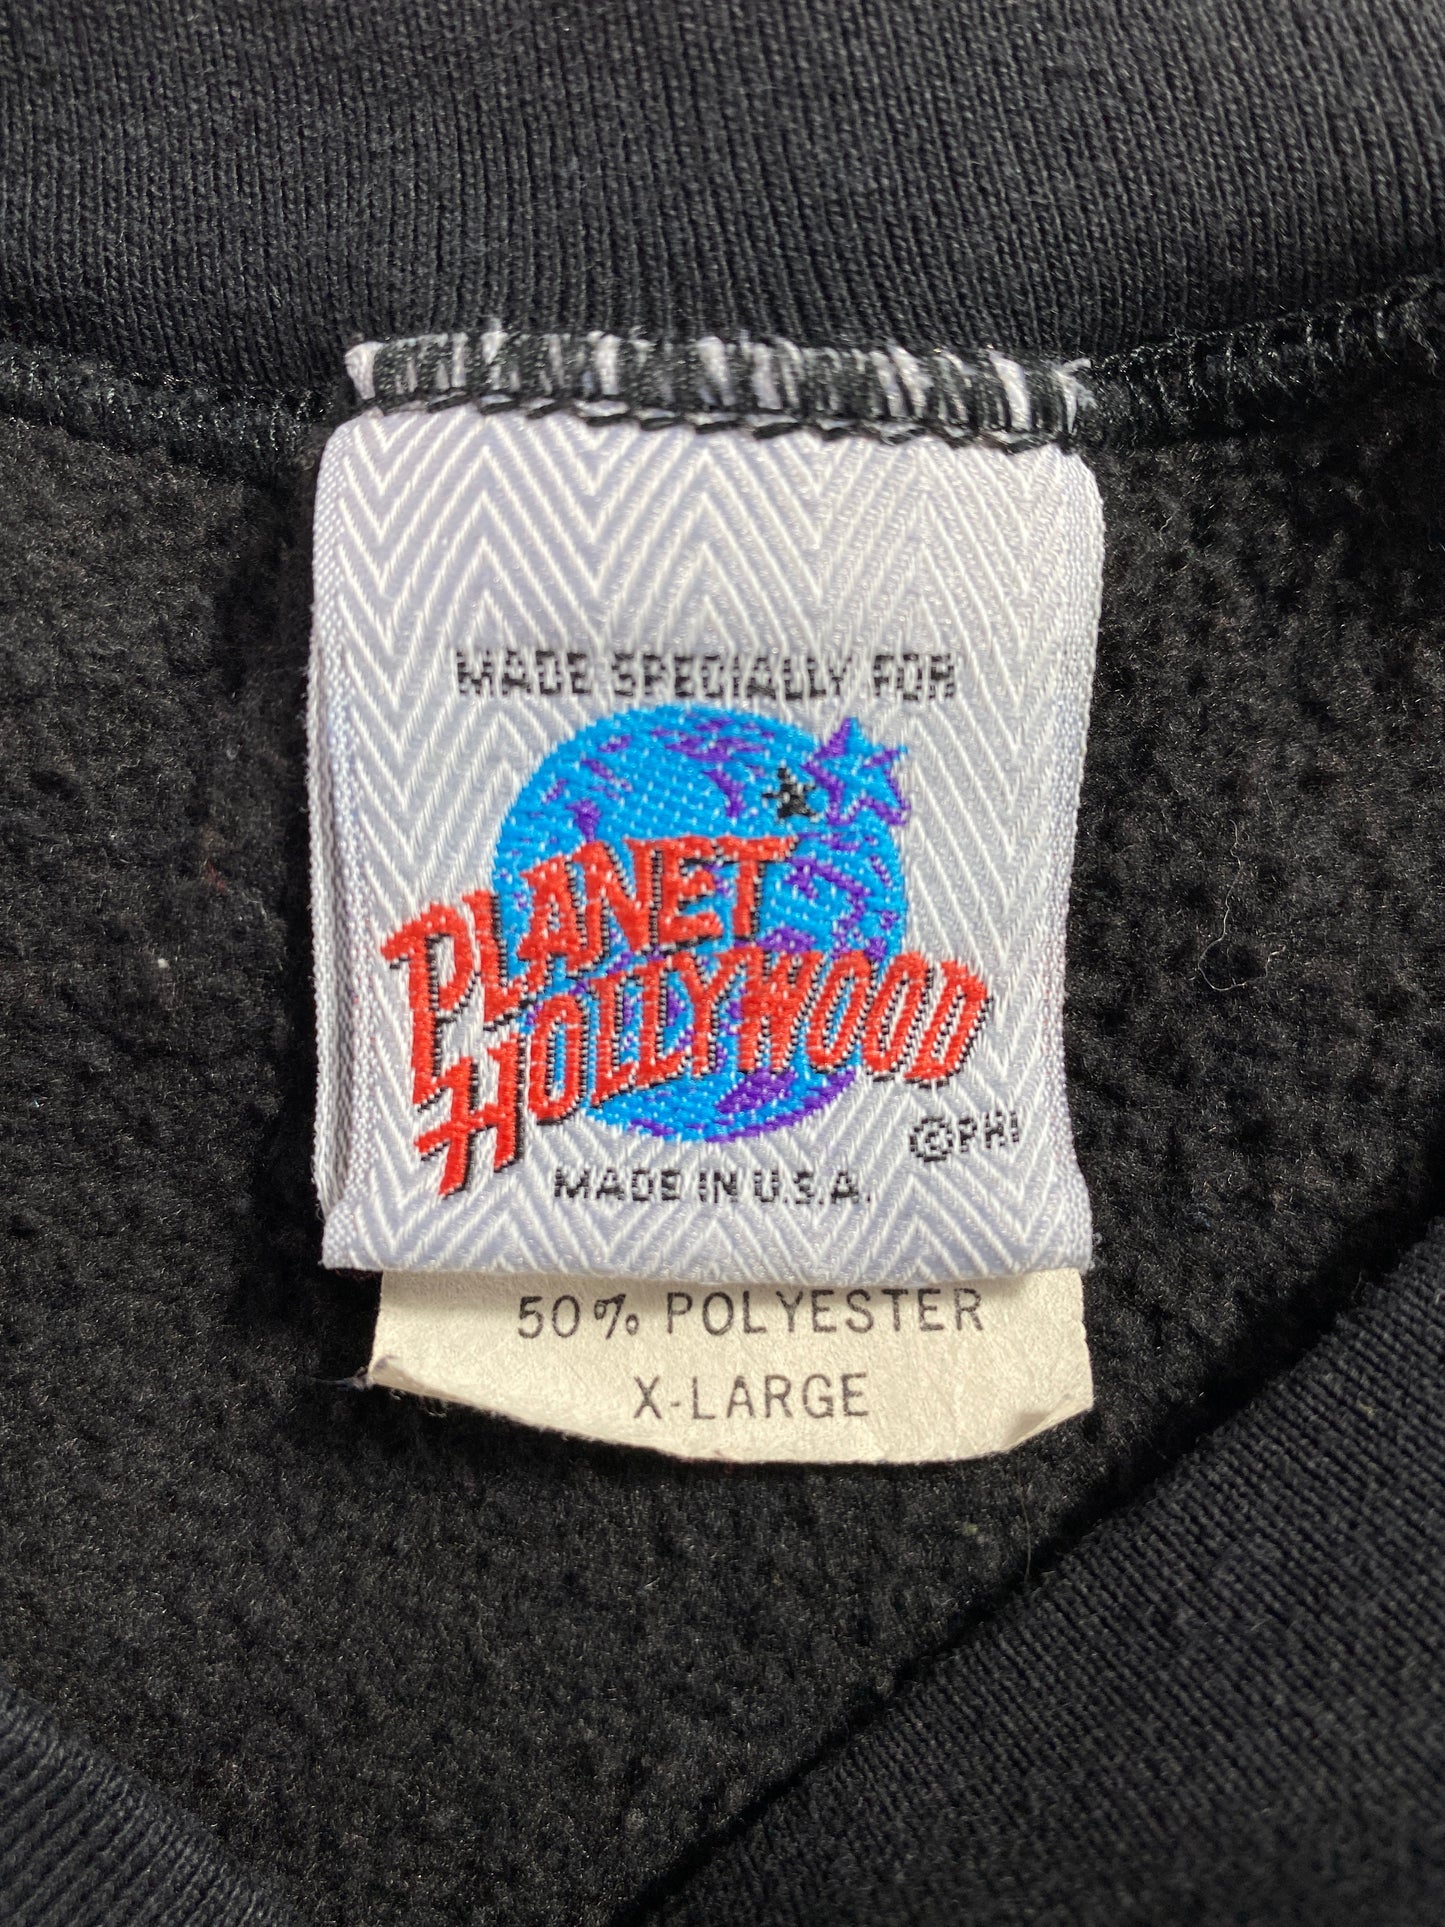 MADE SPECIALLY FOR
PLANET
HOLLYWOOD
©PHI
MADE IN U.S.A.
50% POLYESTER
X-LARGE